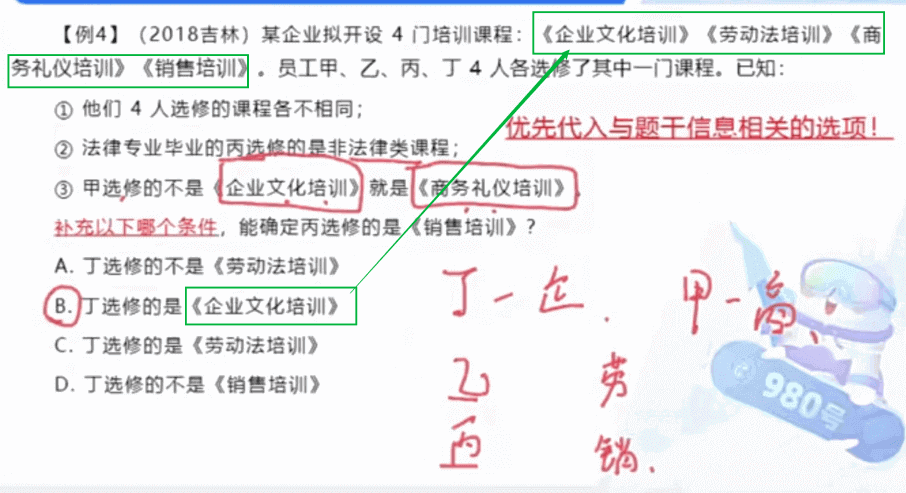 【例4】（2018吉林）某企业拟开设 4 门培训课程：《企业文化培训》《劳动法培训》《商
务礼仪培训》《销售培训》。员工甲、乙、丙、丁 4 人各选修了其中一门课程。已知：
① 他们 4 人选修的课程各不相同；
优先代入与题干信息相关的选项！
② 法律专业毕业的丙选修的是非法律类课程；
③ 甲选修的不是《企业文化培训》就是《商务礼仪培训》，
补充以下哪个条件，能确定丙选修的是《销售培训》？
A. 丁选修的不是《劳动法培训》
B. 丁选修的是《企业文化培训》
C. 丁选修的是《劳动法培训》
D. 丁选修的不是《销售培训》
丁－企. 甲－商、
乙 劳
丙 销.
980号